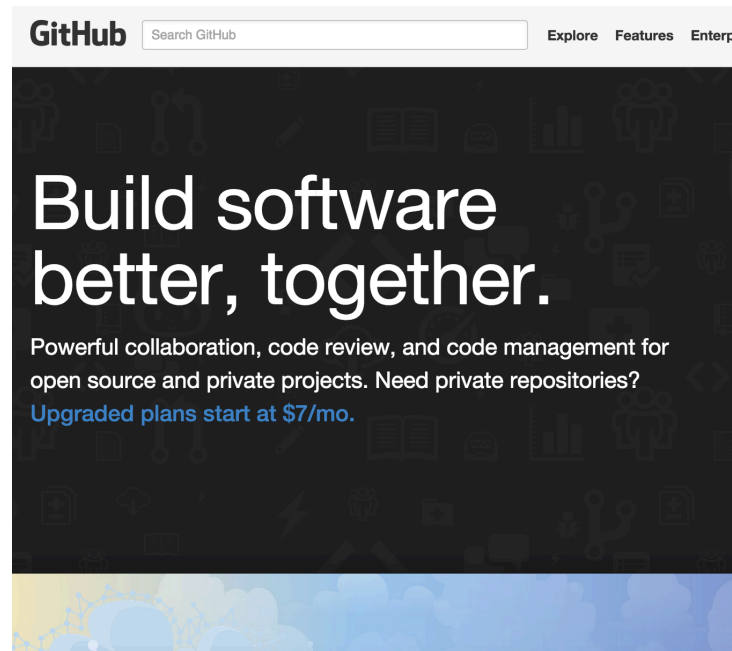 GitHub
Search GitHub
Explore Features Enterp
Build software
better, together.
Powerful collaboration, code review, and code management for
open source and private projects. Need private repositories?
Upgraded plans start at $7/mo.